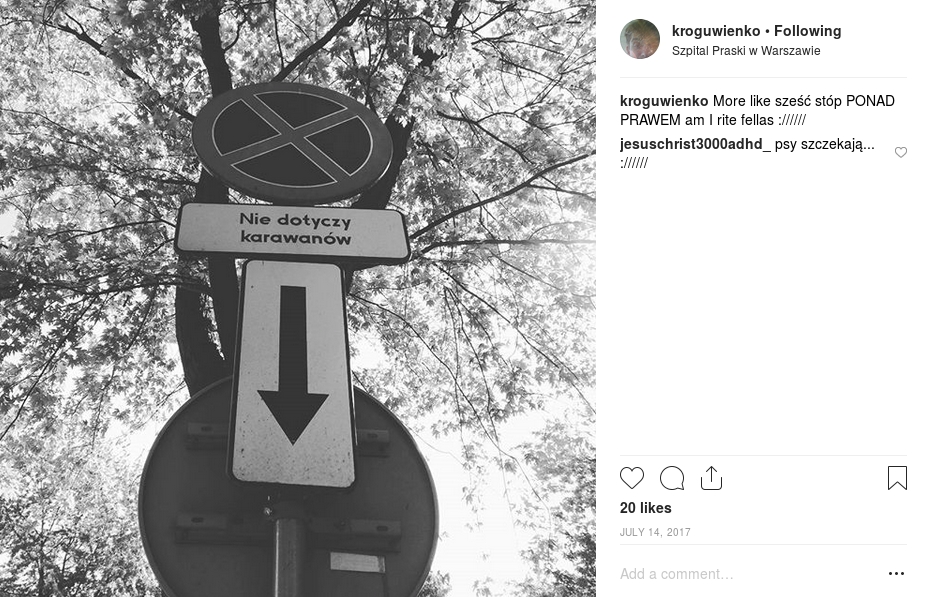 Nie dotyczy
karawanów
kroguwienko • Following
Szpital Praski w Warszawie
kroguwienko More like sześć stóp PONAD
PRAWEM am I rite fellas ://////
jesuschrist3000adhd_ psy szczekają...
://////
20 likes
JULY 14, 2017
Add a comment...